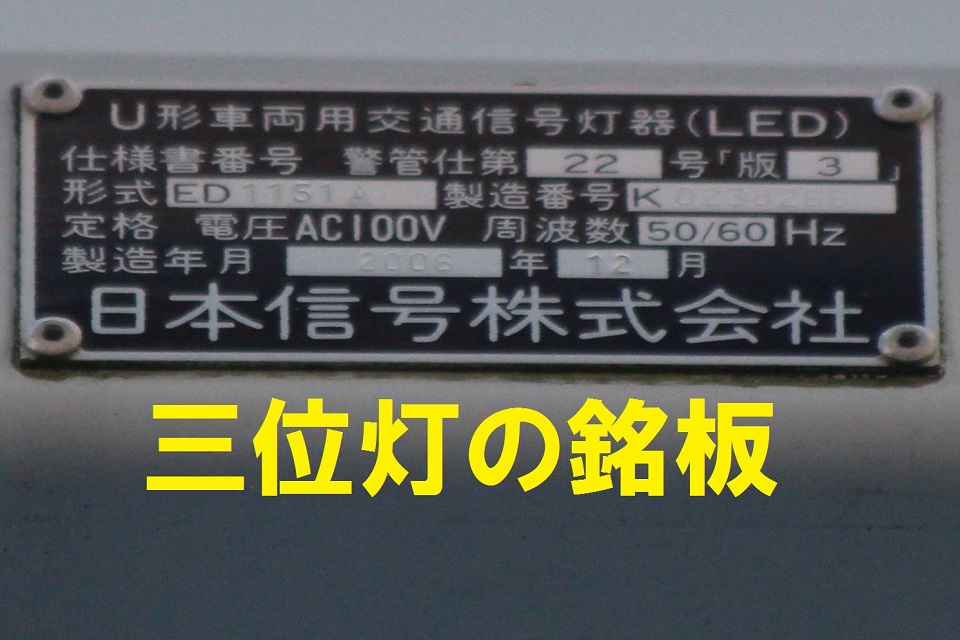 U形車両用交通信号灯器(LED)
仕様書番号 警管仕第 22 号「版 3 」
形式 ED1151A 製造番号 K
定格 電圧AC100V 周波数 50/60 Hz
製造年月 2006 年 12 月
日本信号株式会社
三位灯の銘板